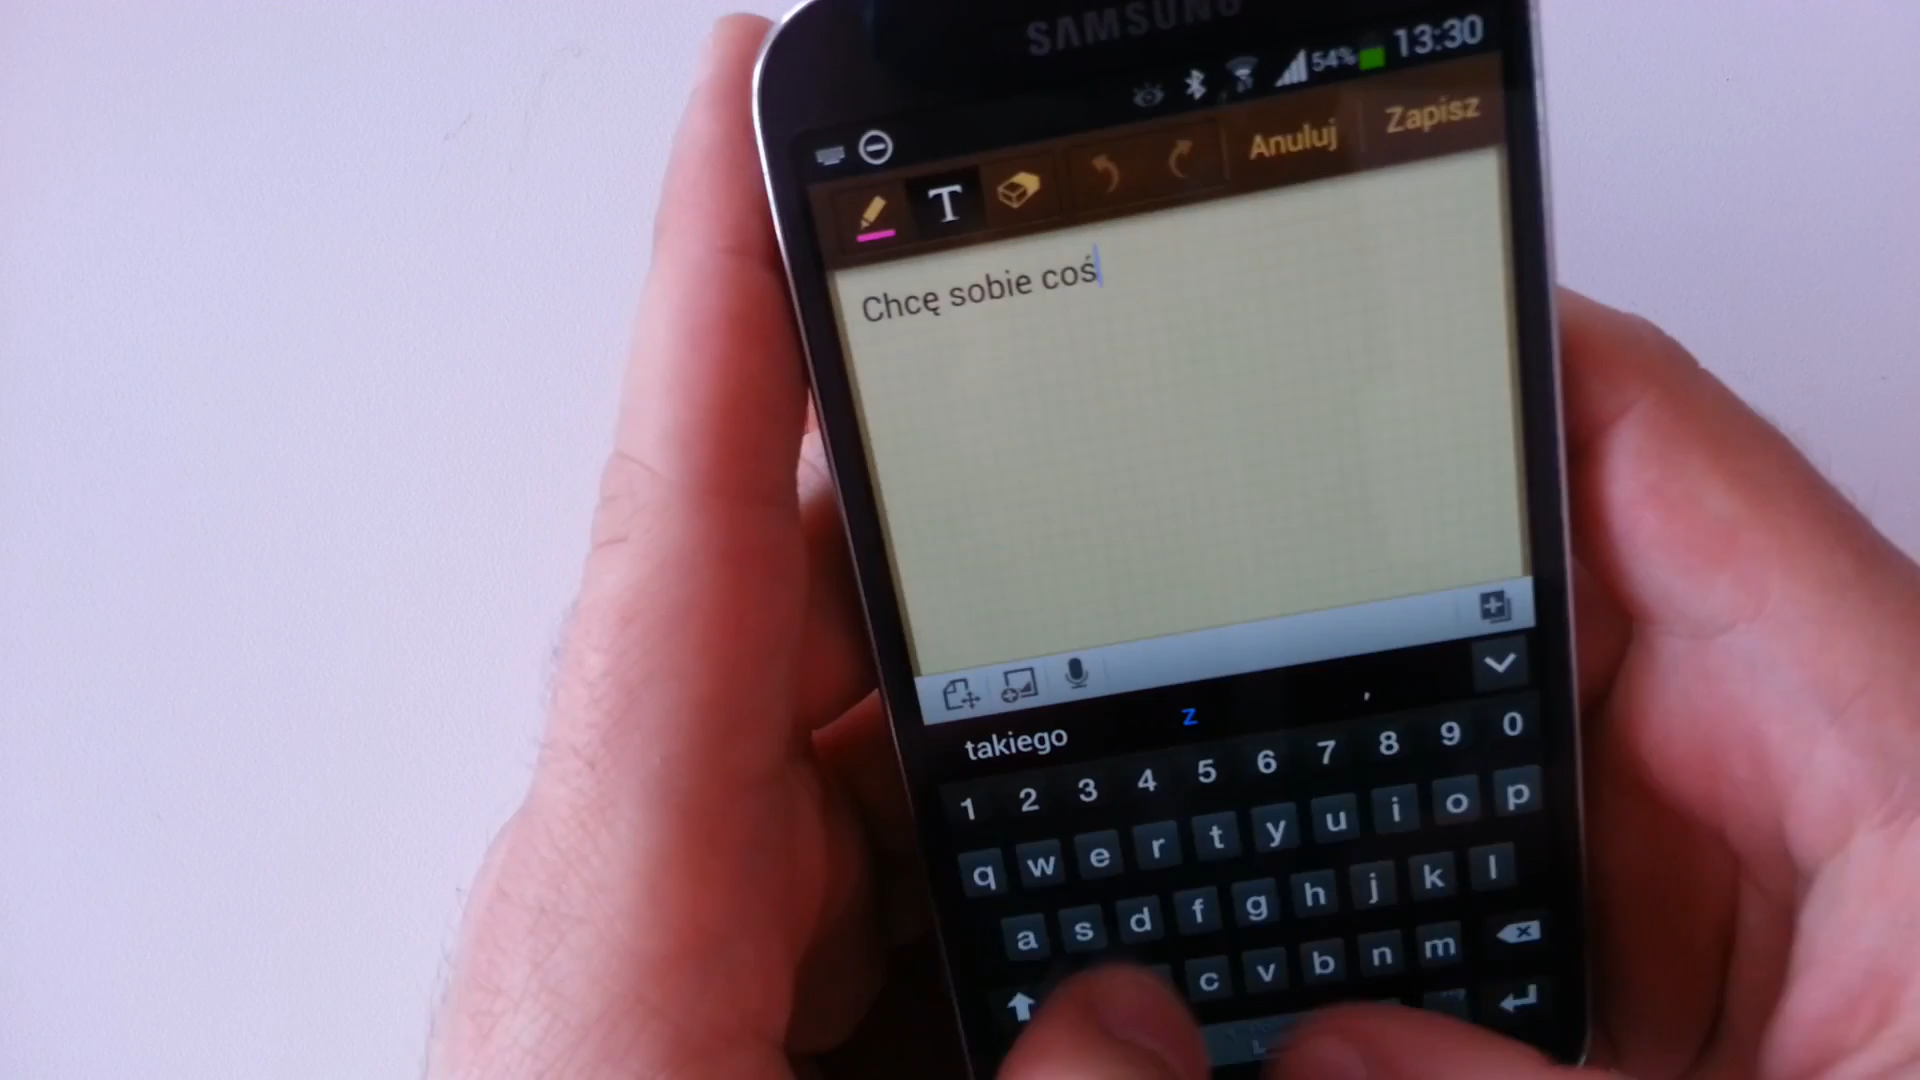 SAMSUNG
54% 13:30
T Anuluj Zapisz
Chcę sobie coś
takiego z ,
1 2 3 4 5 6 7 8 9 0
q w e r t y u i o p
a s d f g h j k l
c v b n m